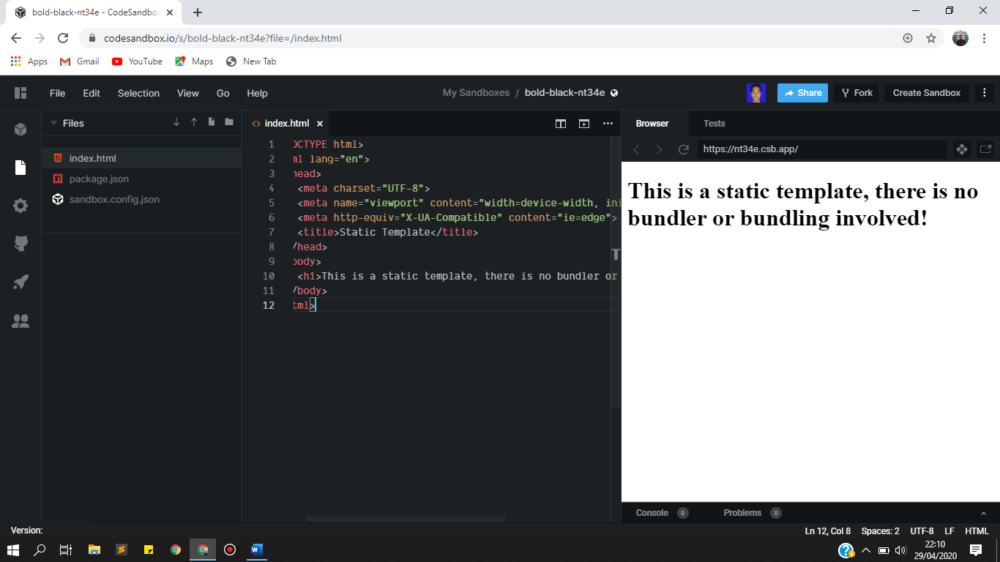 bold-black-nt34e - CodeSandbo
codesandbox.io/s/bold-black-nt34e?file=/index.html
Apps Gmail YouTube Maps New Tab
File Edit Selection View Go Help
My Sandboxes / bold-black-nt34e
Share Fork Create Sandbox
Files
index.html
package.json
sandbox.config.json
index.html
1 OCTYPE html>
2 ml lang="en">
3 head>
4 <meta charset="UTF-8">
5 <meta name="viewport" content="width=device-width, ini
6 <meta http-equiv="X-UA-Compatible" content="ie=edge">
7 <title>Static Template</title>
8 /head>
9 body>
10 <h1>This is a static template, there is no bundler or
11 /body>
12 tml>
Browser Tests
https://nt34e.csb.app/
This is a static template, there is no
bundler or bundling involved!
Console 0 Problems 0
Version:
Ln 12, Col 8 Spaces: 2 UTF-8 LF HTML
22:10
29/04/2020